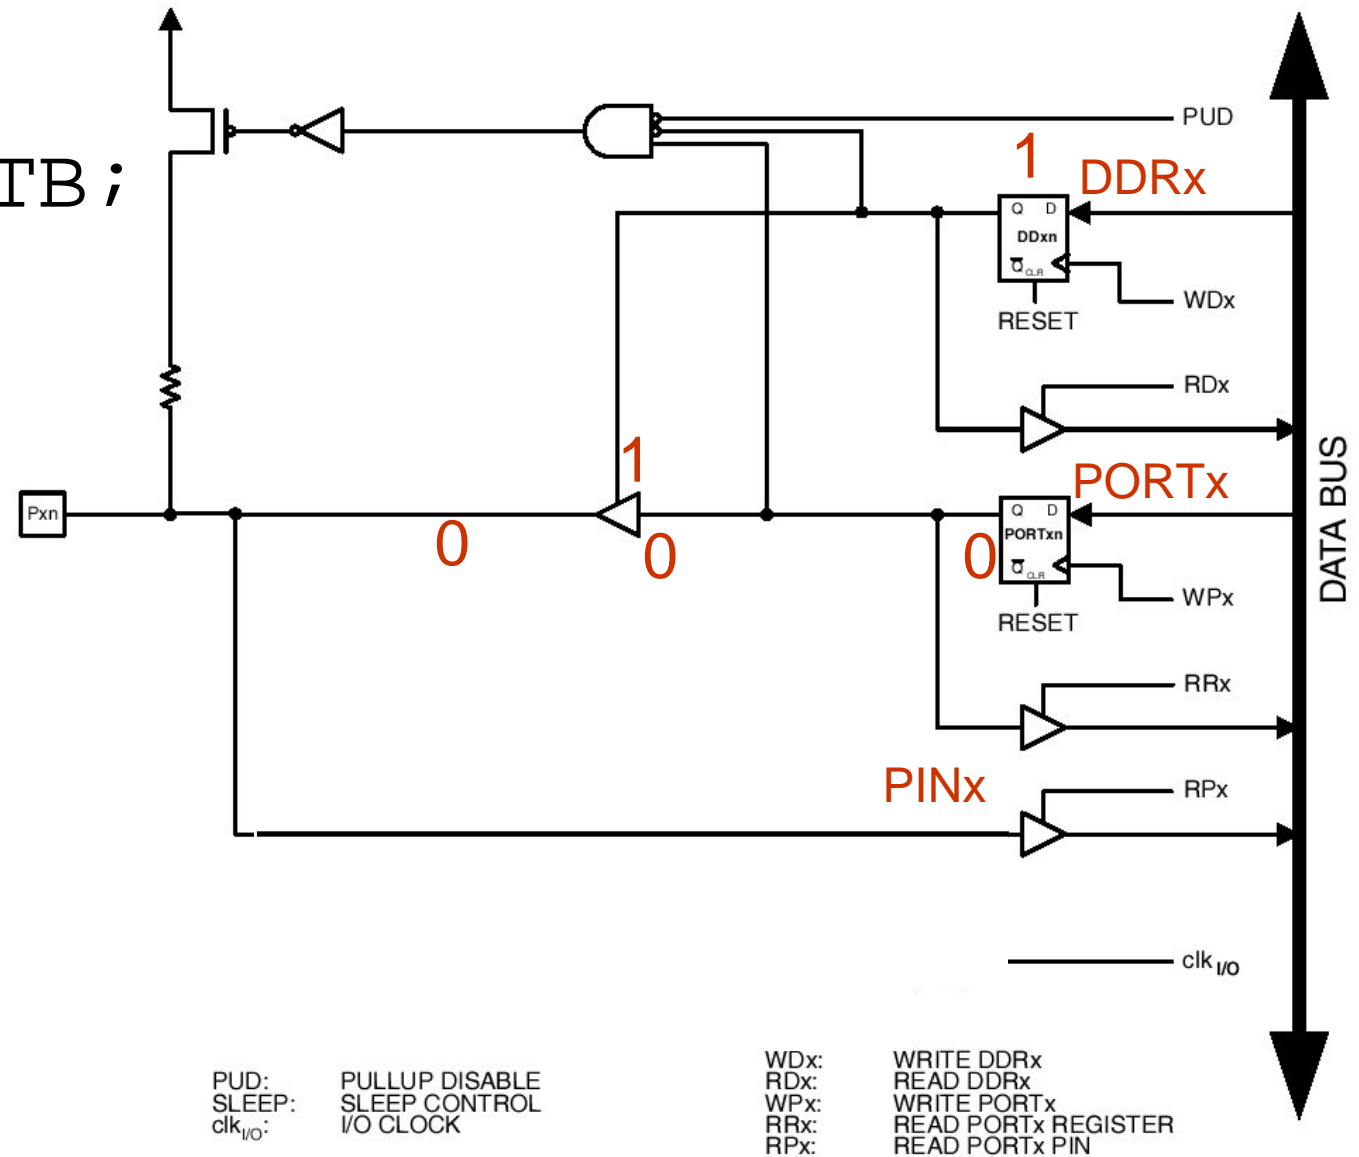 PUD
1
DDRx
TB;
Q D
DDxn
Q CLR
WDx
RESET
RDx
1
PORTx
Pxn
0
0
0
Q D
PORTxn
Q CLR
WPx
RESET
DATA BUS
RRx
PINx
RPx
clk I/O
PUD: PULLUP DISABLE
SLEEP: SLEEP CONTROL
clkI/O: I/O CLOCK
WDx: WRITE DDRx
RDx: READ DDRx
WPx: WRITE PORTx
RRx: READ PORTx REGISTER
RPx: READ PORTx PIN